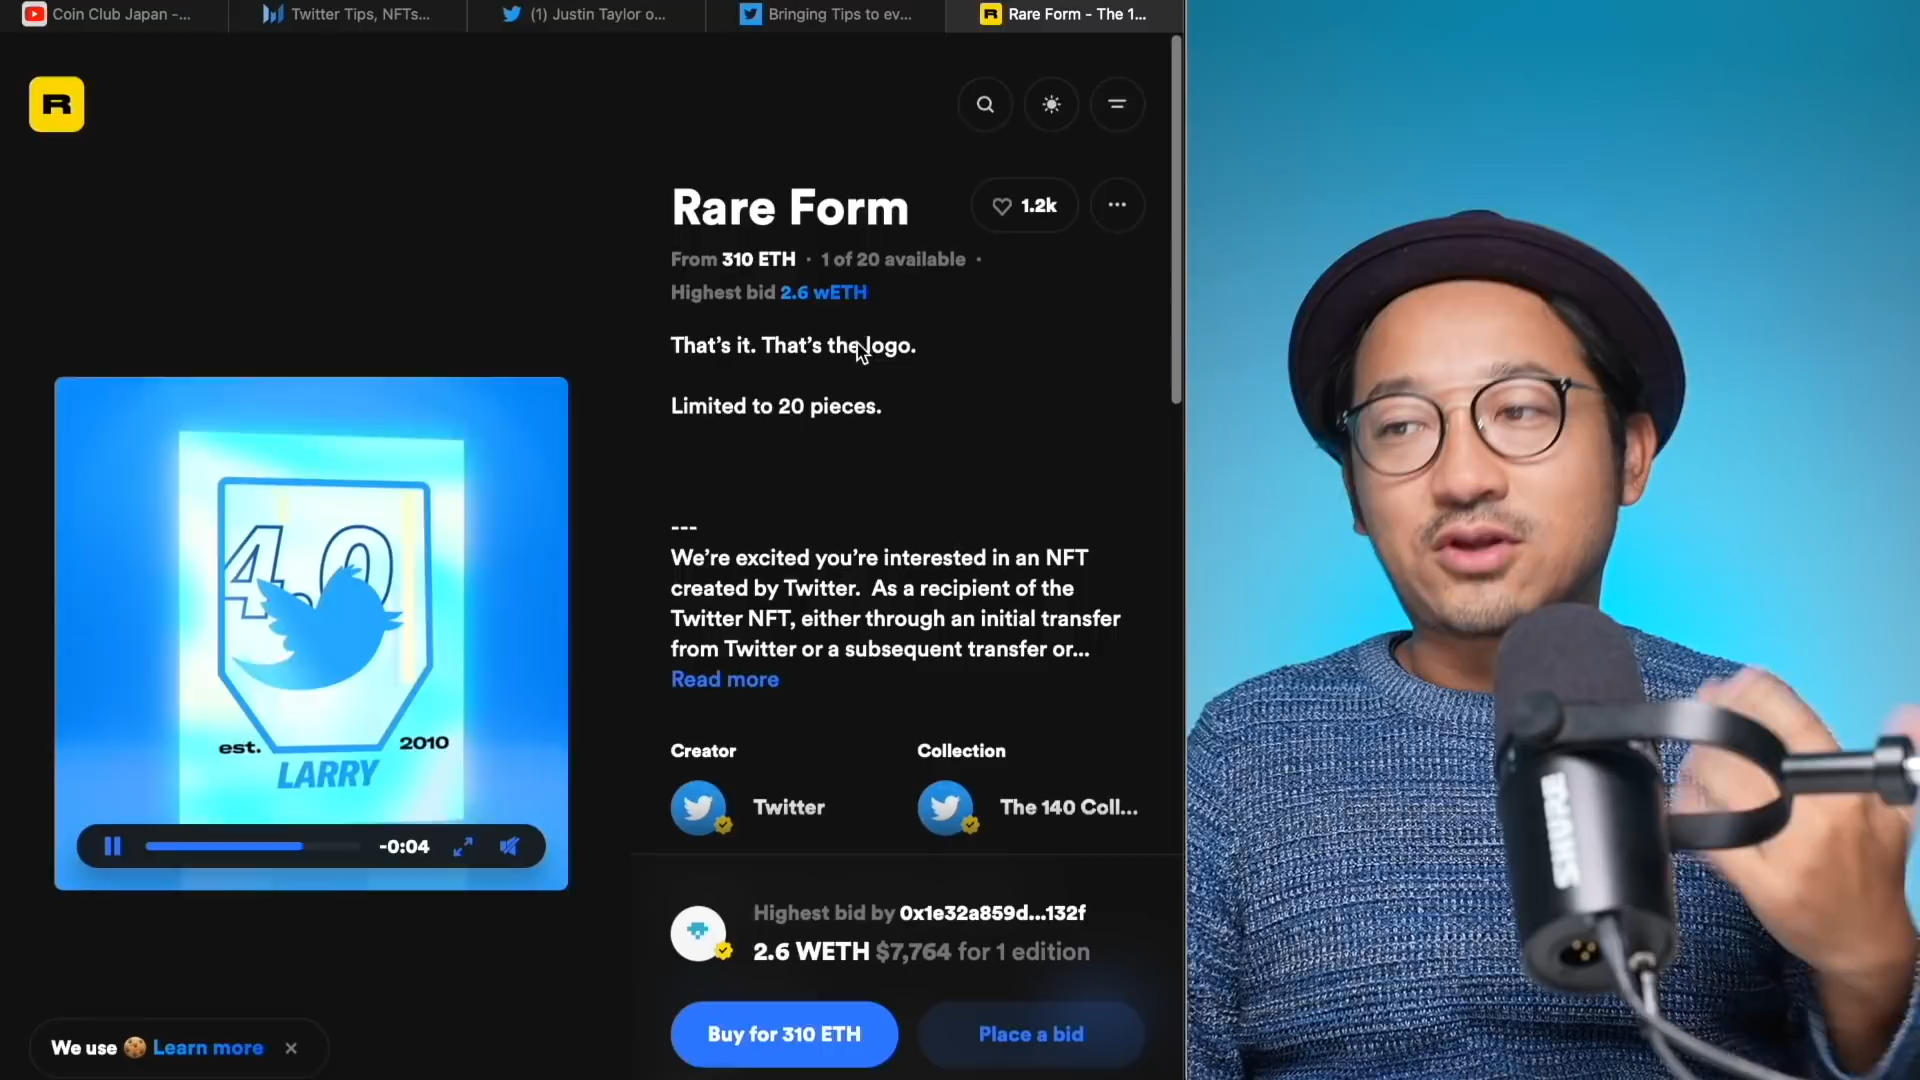 Coin Club Japan -...
Twitter Tips, NFTs...
(1) Justin Taylor o...
Bringing Tips to ev...
Rare Form - The 1...
R
Rare Form
1.2k
From 310 ETH · 1 of 20 available ·
Highest bid 2.6 wETH
That's it. That's the logo.
Limited to 20 pieces.
---
We're excited you're interested in an NFT
created by Twitter. As a recipient of the
Twitter NFT, either through an initial transfer
from Twitter or a subsequent transfer or...
Read more
4.0
est. 2010
LARRY
-0:04
Creator
Collection
Twitter
The 140 Coll...
Highest bid by 0x1e32a859d...132f
2.6 WETH $7,764 for 1 edition
Buy for 310 ETH
Place a bid
We use 🍪 Learn more ×
SHURE